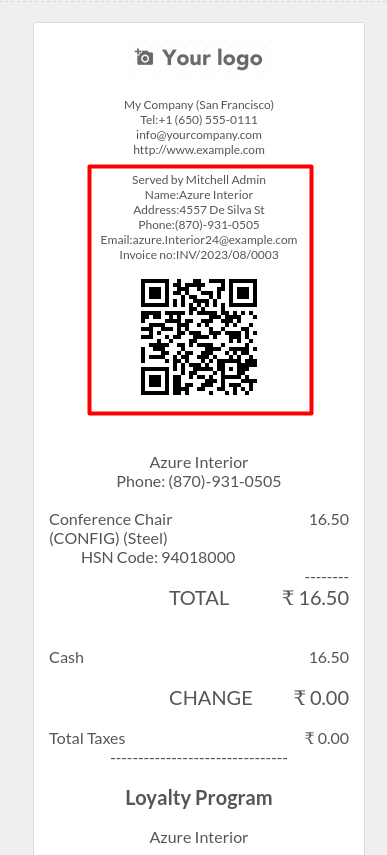 Your logo
My Company (San Francisco)
Tel:+1 (650) 555-0111
info@yourcompany.com
http://www.example.com
Served by Mitchell Admin
Name:Azure Interior
Address:4557 De Silva St
Phone:(870)-931-0505
Email:azure.Interior24@example.com
Invoice no:INV/2023/08/0003
Azure Interior
Phone: (870)-931-0505
Conference Chair 16.50
(CONFIG) (Steel)
HSN Code: 94018000
--------
TOTAL ₹ 16.50
Cash 16.50
CHANGE ₹ 0.00
Total Taxes ₹ 0.00
--------------------------------
Loyalty Program
Azure Interior